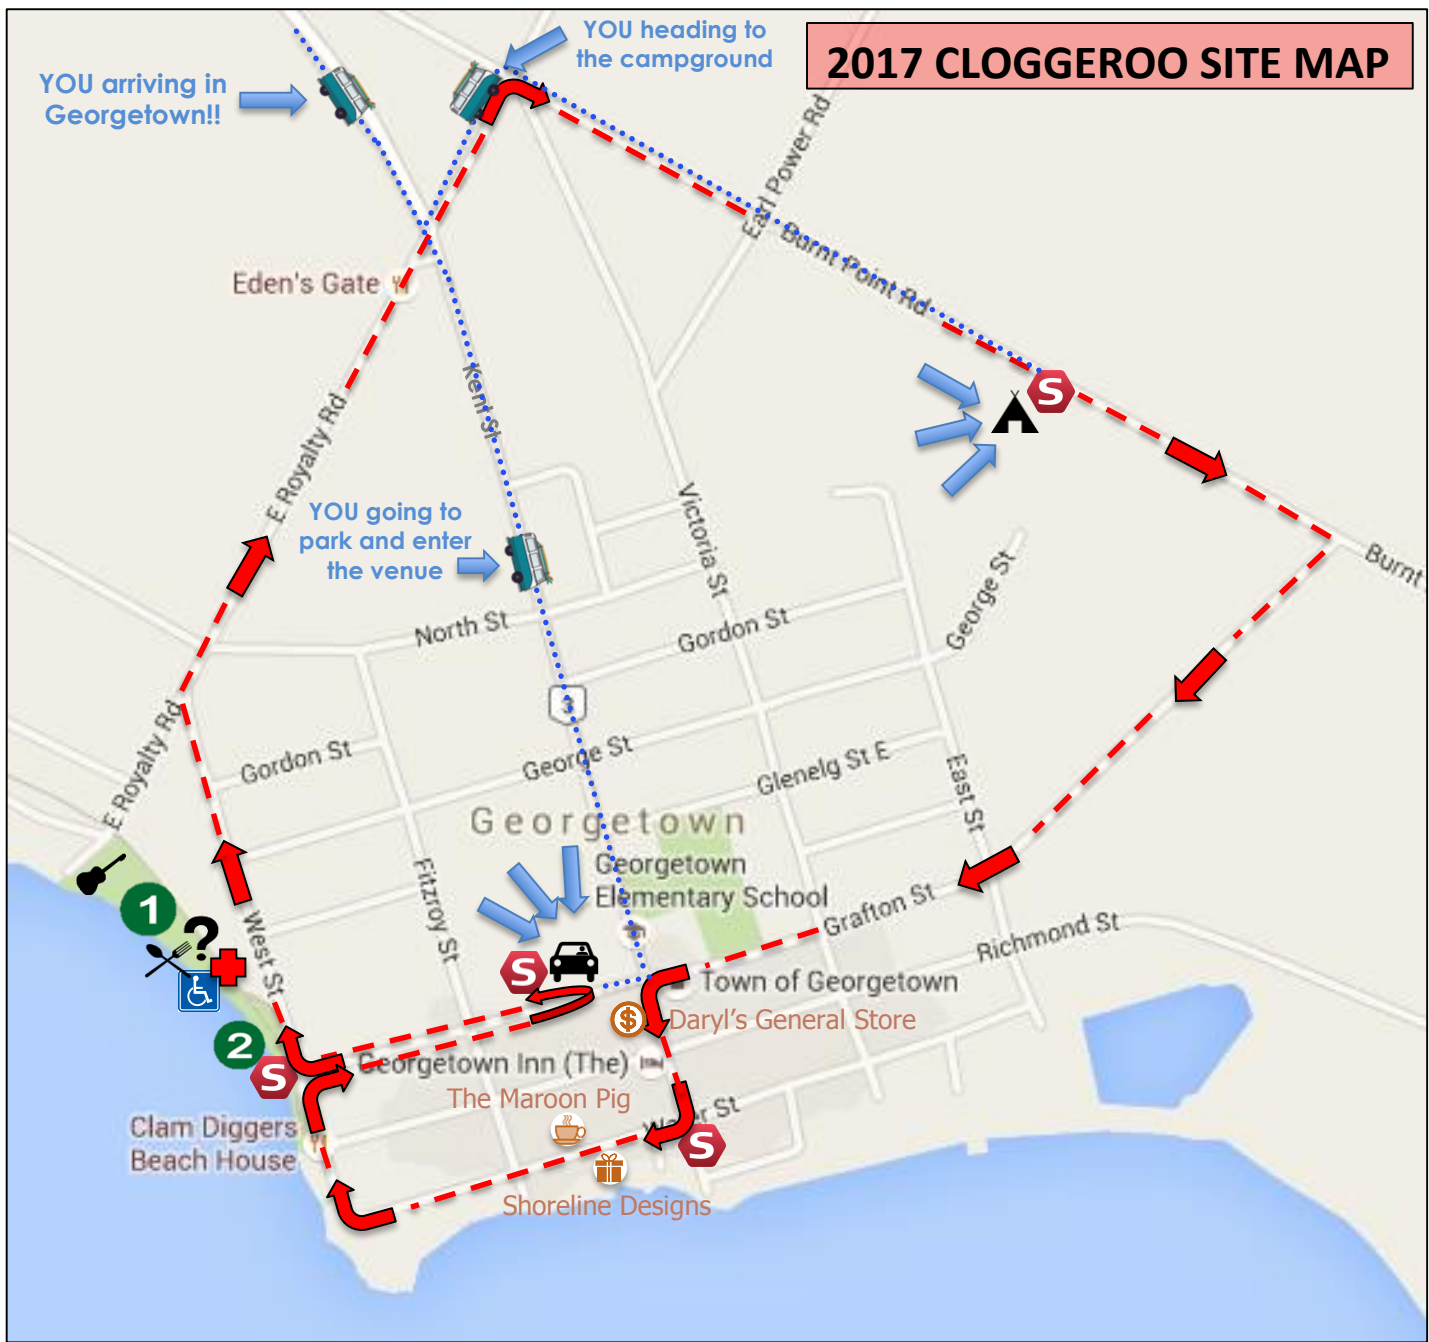 2017 CLOGGEROO SITE MAP
YOU heading to
the campground
YOU arriving in
Georgetown!!
Earl Power Rd
Burnt Point Rd
Eden's Gate
Kent St
S
E Royalty Rd
YOU going to
park and enter
the venue
Victoria St
George St
Burnt
North St
Gordon St
3
E Royalty Rd
Gordon St
George St
Glenelg St E
East St
Georgetown
Georgetown
Elementary School
Fitzroy St
1
?
West St
Grafton St
Richmond St
S
Town of Georgetown
$
Daryl's General Store
2
S
Georgetown Inn (The)
The Maroon Pig
Water St
S
Clam Diggers
Beach House
Shoreline Designs